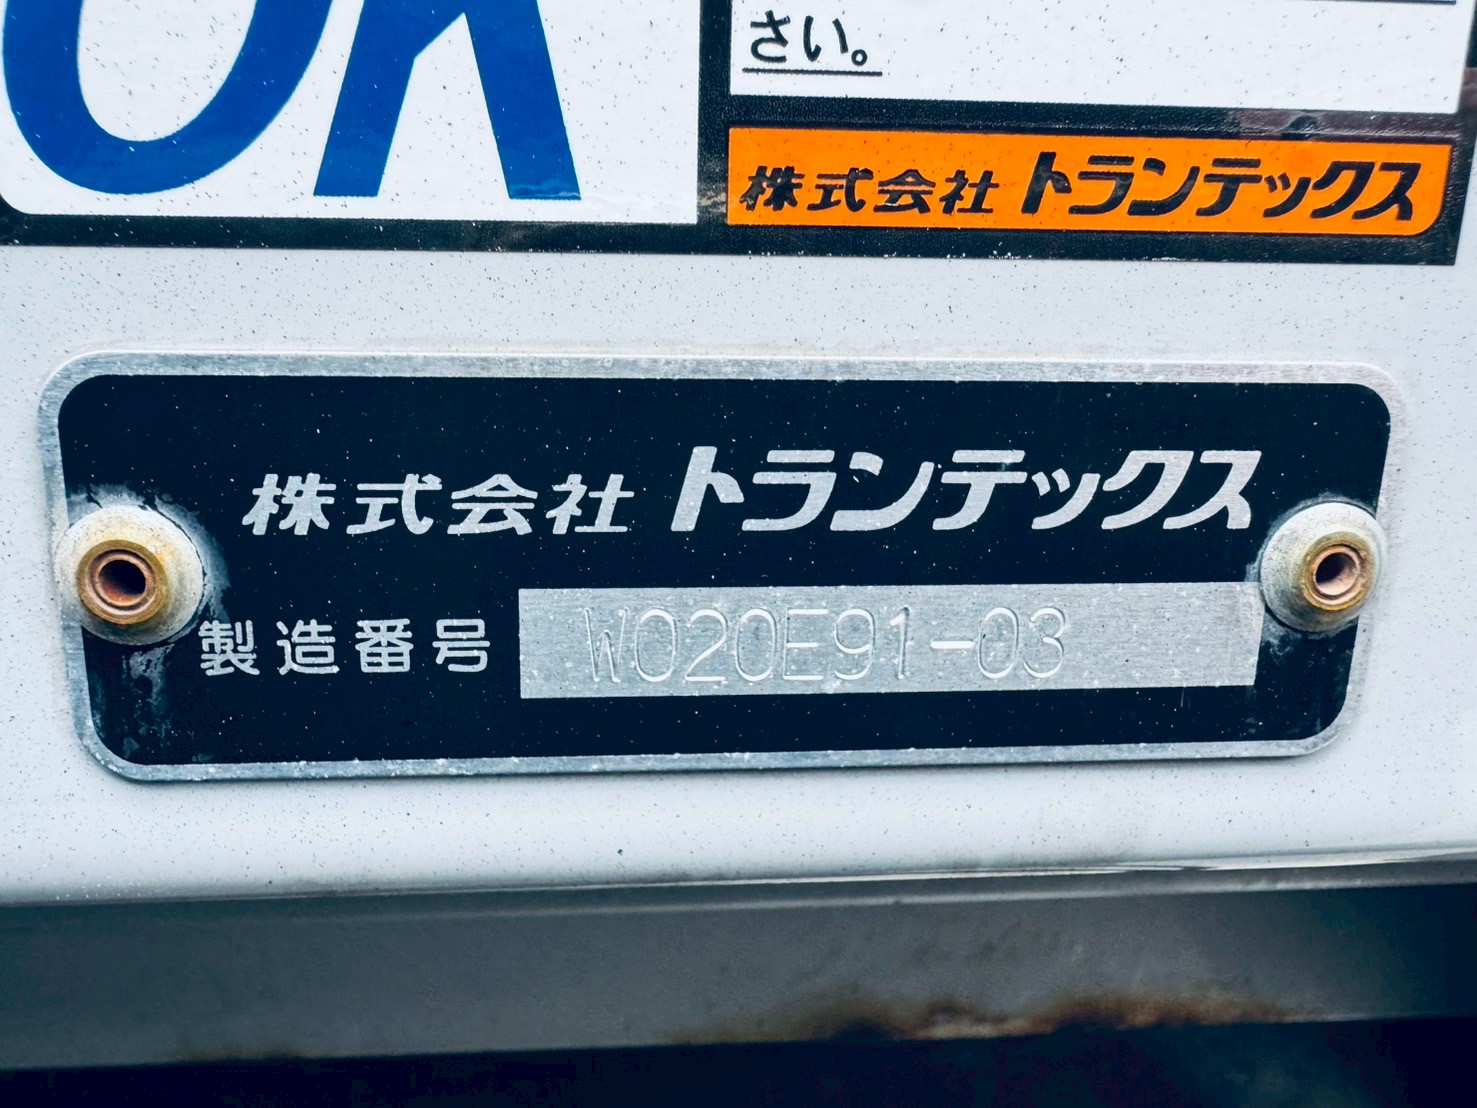 OK
さい。
株式会社 トランテックス
株式会社 トランテックス
製造番号 W020E91-03